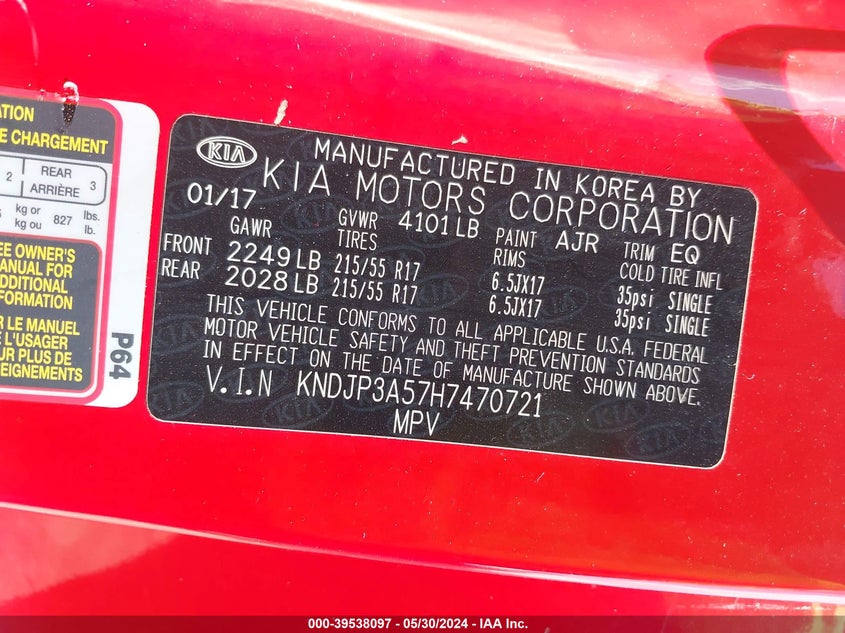 ATION
E CHARGEMENT
2 REAR ARRIÈRE 3
kg or kg ou 827 lbs. lb.
EE OWNER'S
MANUAL FOR
ADDITIONAL
INFORMATION
R LE MANUEL
L'USAGER
UR PLUS DE
SEIGNEMENTS
P64
KIA
MANUFACTURED IN KOREA BY
KIA MOTORS CORPORATION
01/17
GAWR GVWR 4101LB PAINT AJR TRIM EQ
TIRES RIMS COLD TIRE INFL
FRONT 2249LB 215/55 R17 6.5JX17 35psi SINGLE
REAR 2028LB 215/55 R17 6.5JX17 35psi SINGLE
THIS VEHICLE CONFORMS TO ALL APPLICABLE U.S.A. FEDERAL
MOTOR VEHICLE SAFETY AND THEFT PREVENTION STANDARDS
IN EFFECT ON THE DATE OF MANUFACTURE SHOWN ABOVE.
V.I.N KNDJP3A57H7470721
MPV
000-39538097 - 05/30/2024 - IAA Inc.